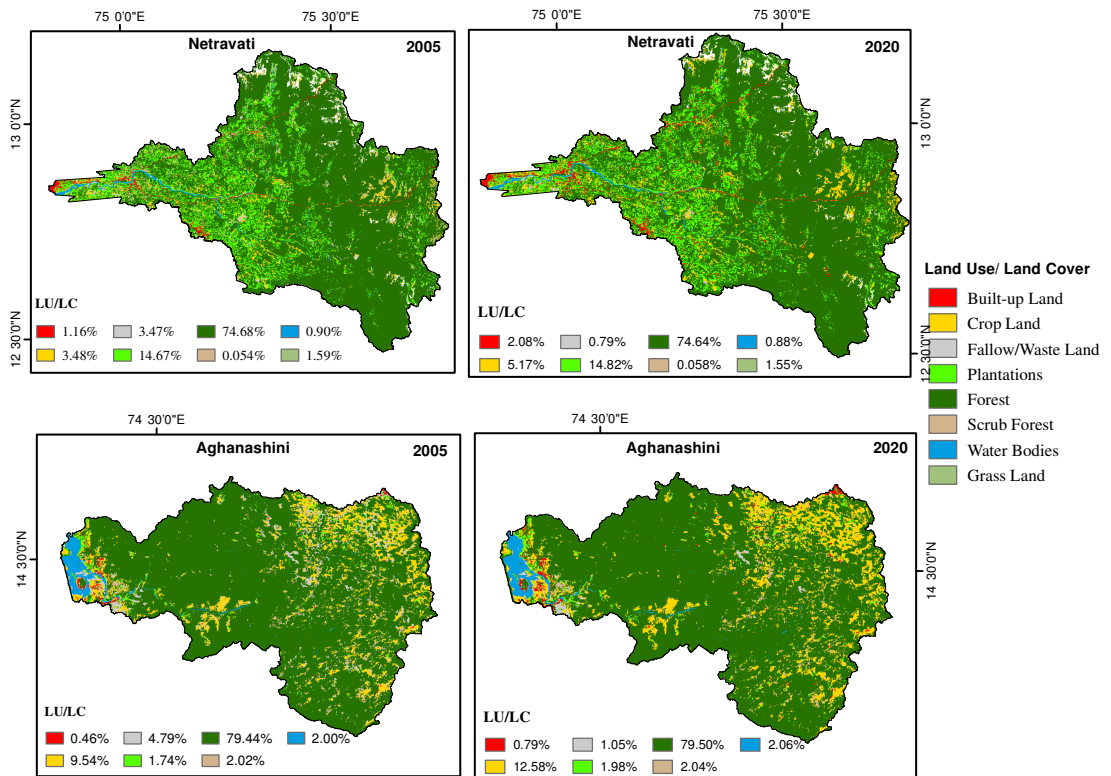 75 0'0"E 75 30'0"E
75 0'0"E 75 30'0"E
Netravati 2005
13 0'0"N
12 30'0"N
LU/LC
1.16% 3.47% 74.68% 0.90%
3.48% 14.67% 0.054% 1.59%
Netravati 2020
13 0'0"N
12 30'0"N
LU/LC
2.08% 0.79% 74.64% 0.88%
5.17% 14.82% 0.058% 1.55%
Land Use/ Land Cover
Built-up Land
Crop Land
Fallow/Waste Land
Plantations
Forest
Scrub Forest
Water Bodies
Grass Land
74 30'0"E
74 30'0"E
Aghanashini 2005
14 30'0"N
LU/LC
0.46% 4.79% 79.44% 2.00%
9.54% 1.74% 2.02%
Aghanashini 2020
14 30'0"N
LU/LC
0.79% 1.05% 79.50% 2.06%
12.58% 1.98% 2.04%